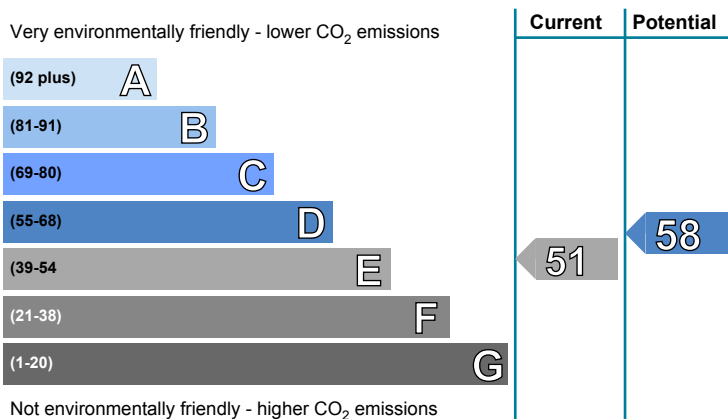 Current Potential
Very environmentally friendly - lower CO2 emissions
(92 plus) A
(81-91) B
(69-80) C
(55-68) D
(39-54 E
51 58
(21-38) F
(1-20) G
Not environmentally friendly - higher CO2 emissions